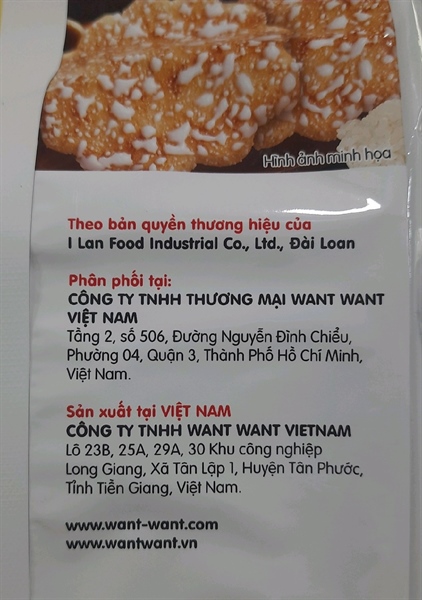 Hình ảnh minh họa
Theo bản quyền thương hiệu của
I Lan Food Industrial Co., Ltd., Đài Loan
Phân phối tại:
CÔNG TY TNHH THƯƠNG MẠI WANT WANT
VIỆT NAM
Tầng 2, số 506, Đường Nguyễn Đình Chiểu,
Phường 04, Quận 3, Thành Phố Hồ Chí Minh,
Việt Nam.
Sản xuất tại VIỆT NAM
CÔNG TY TNHH WANT WANT VIETNAM
Lô 23B, 25A, 29A, 30 Khu công nghiệp
Long Giang, Xã Tân Lập 1, Huyện Tân Phước,
Tỉnh Tiền Giang, Việt Nam.
www.want-want.com
www.wantwant.vn